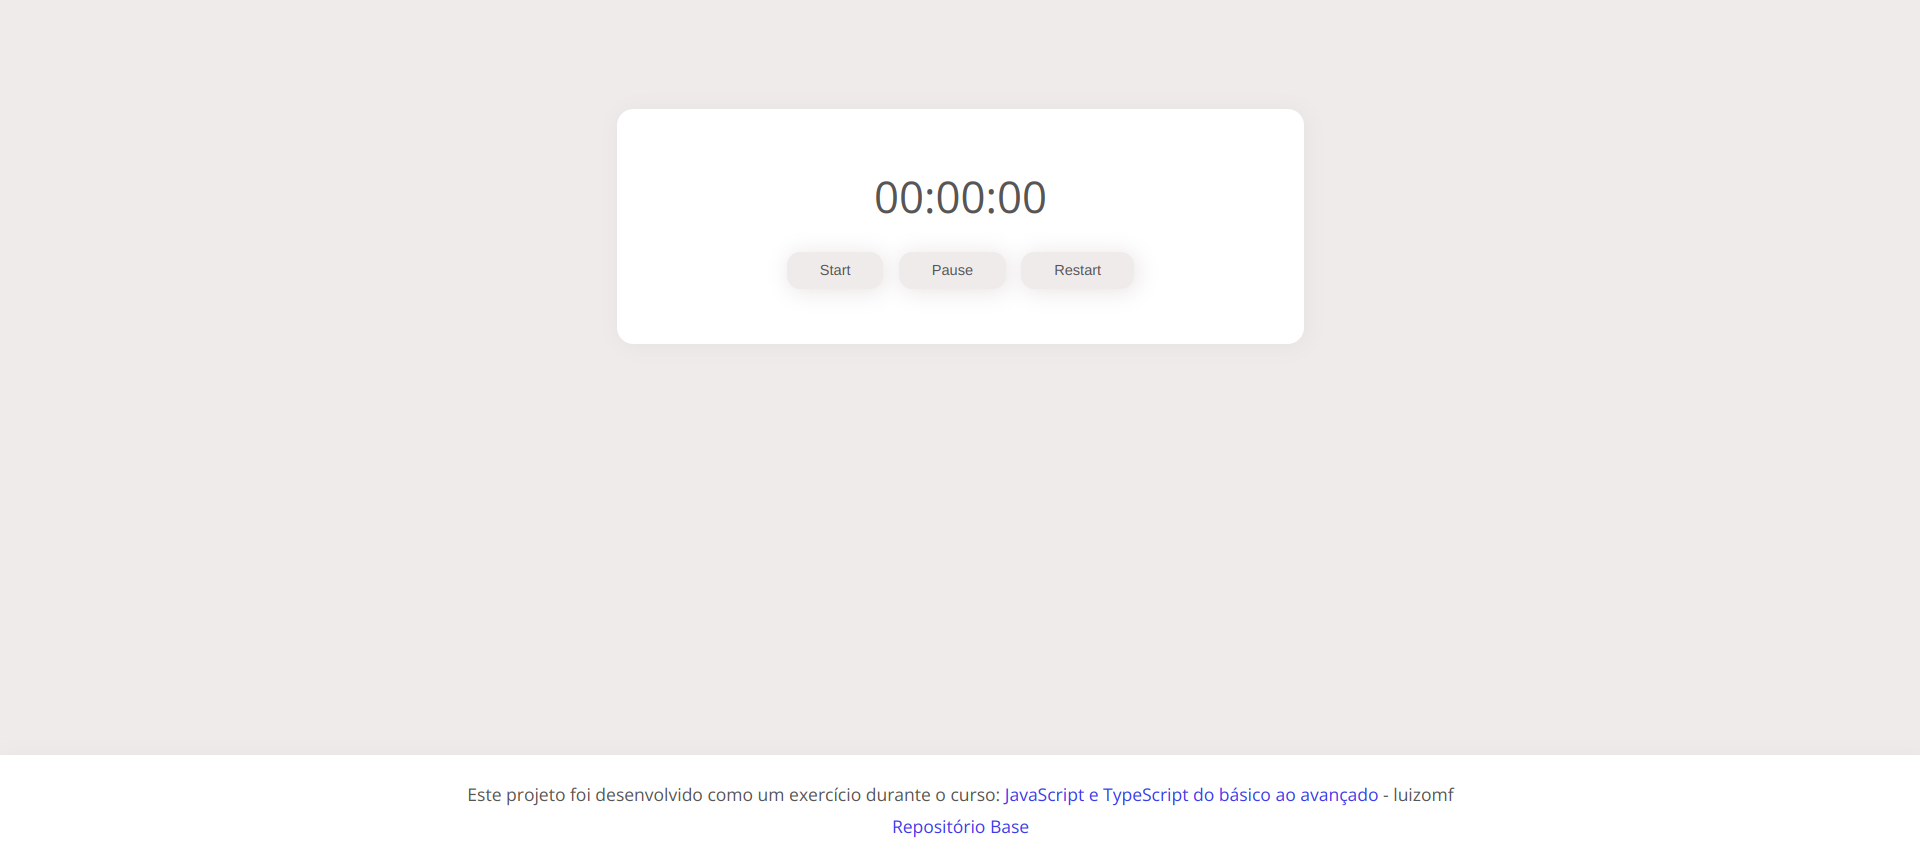 00:00:00
Start Pause Restart
Este projeto foi desenvolvido como um exercício durante o curso: JavaScript e TypeScript do básico ao avançado - luizomf
Repositório Base